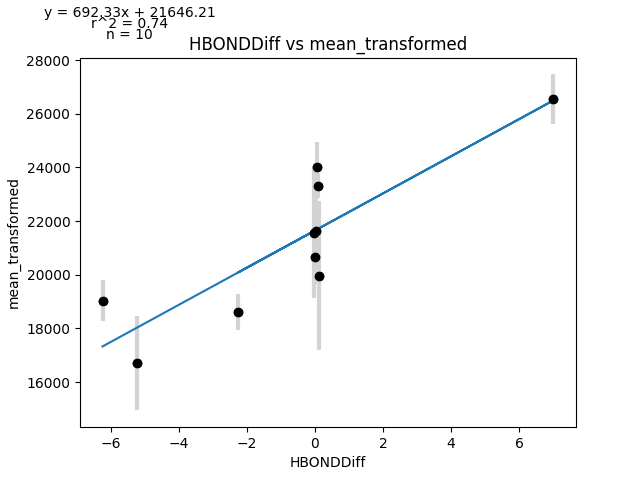 y = 692.33x + 21646.21
r^2 = 0.74
n = 10
HBONDDiff vs mean_transformed
28000
26000
24000
22000
20000
18000
16000
mean_transformed
−6
−4
−2
0
2
4
6
HBONDDiff